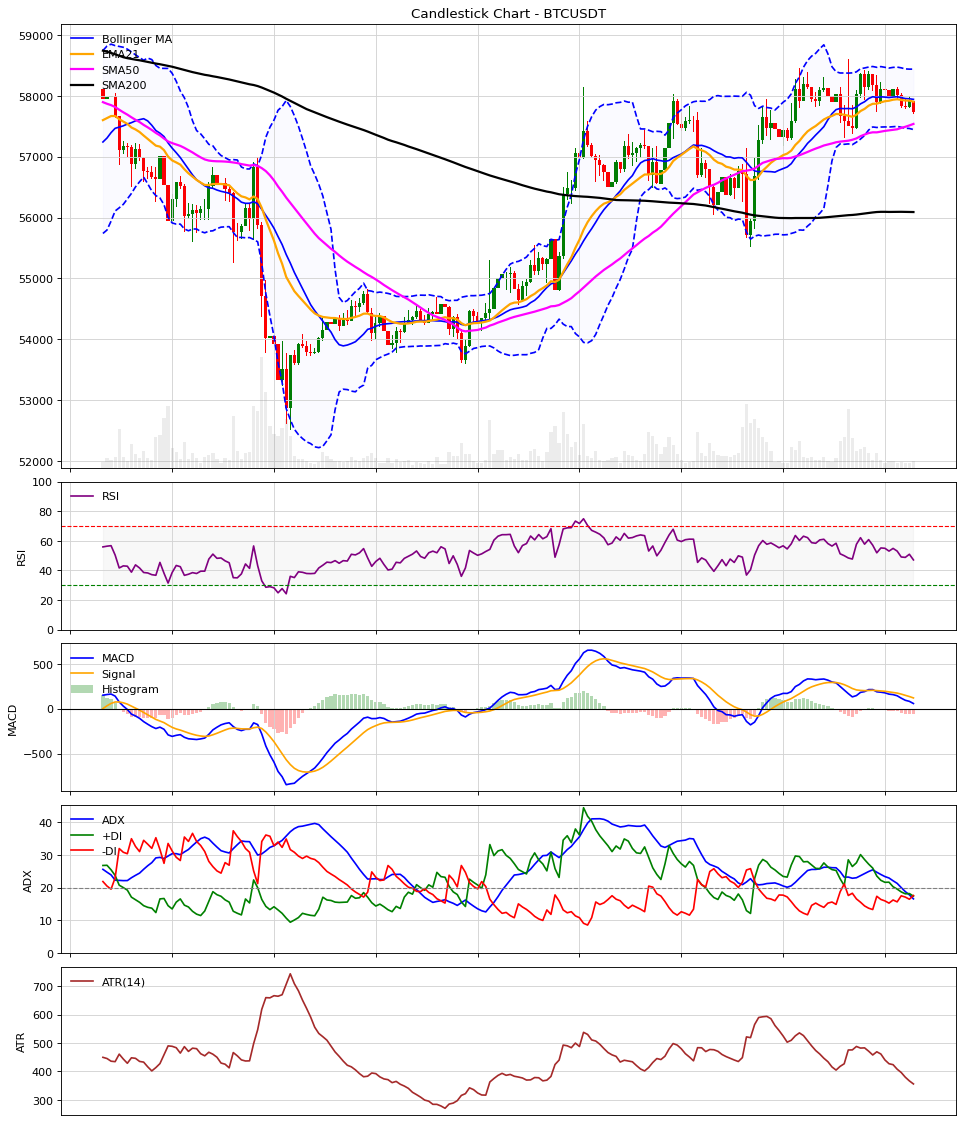 Candlestick Chart - BTCUSDT
59000
58000
57000
56000
55000
54000
53000
52000
Bollinger MA
EMA21
SMA50
SMA200
100
80
60
40
20
0
RSI
RSI
500
0
−500
MACD
MACD
Signal
Histogram
40
30
20
10
0
ADX
ADX
+DI
-DI
700
600
500
400
300
ATR
ATR(14)